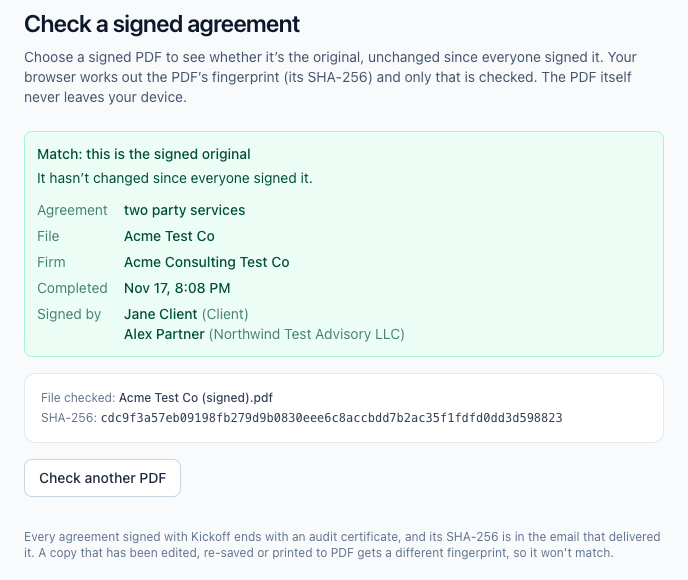 Check a signed agreement
Choose a signed PDF to see whether it’s the original, unchanged since everyone signed it. Your
browser works out the PDF’s fingerprint (its SHA-256) and only that is checked. The PDF itself
never leaves your device.
Match: this is the signed original
It hasn’t changed since everyone signed it.
Agreement two party services
File Acme Test Co
Firm Acme Consulting Test Co
Completed Nov 17, 8:08 PM
Signed by Jane Client (Client)
Alex Partner (Northwind Test Advisory LLC)
File checked: Acme Test Co (signed).pdf
SHA-256: cdc9f3a57eb09198fb279d9b0830eee6c8accbdd7b2ac35f1fdfd0dd3d598823
Check another PDF
Every agreement signed with Kickoff ends with an audit certificate, and its SHA-256 is in the email that delivered
it. A copy that has been edited, re-saved or printed to PDF gets a different fingerprint, so it won’t match.